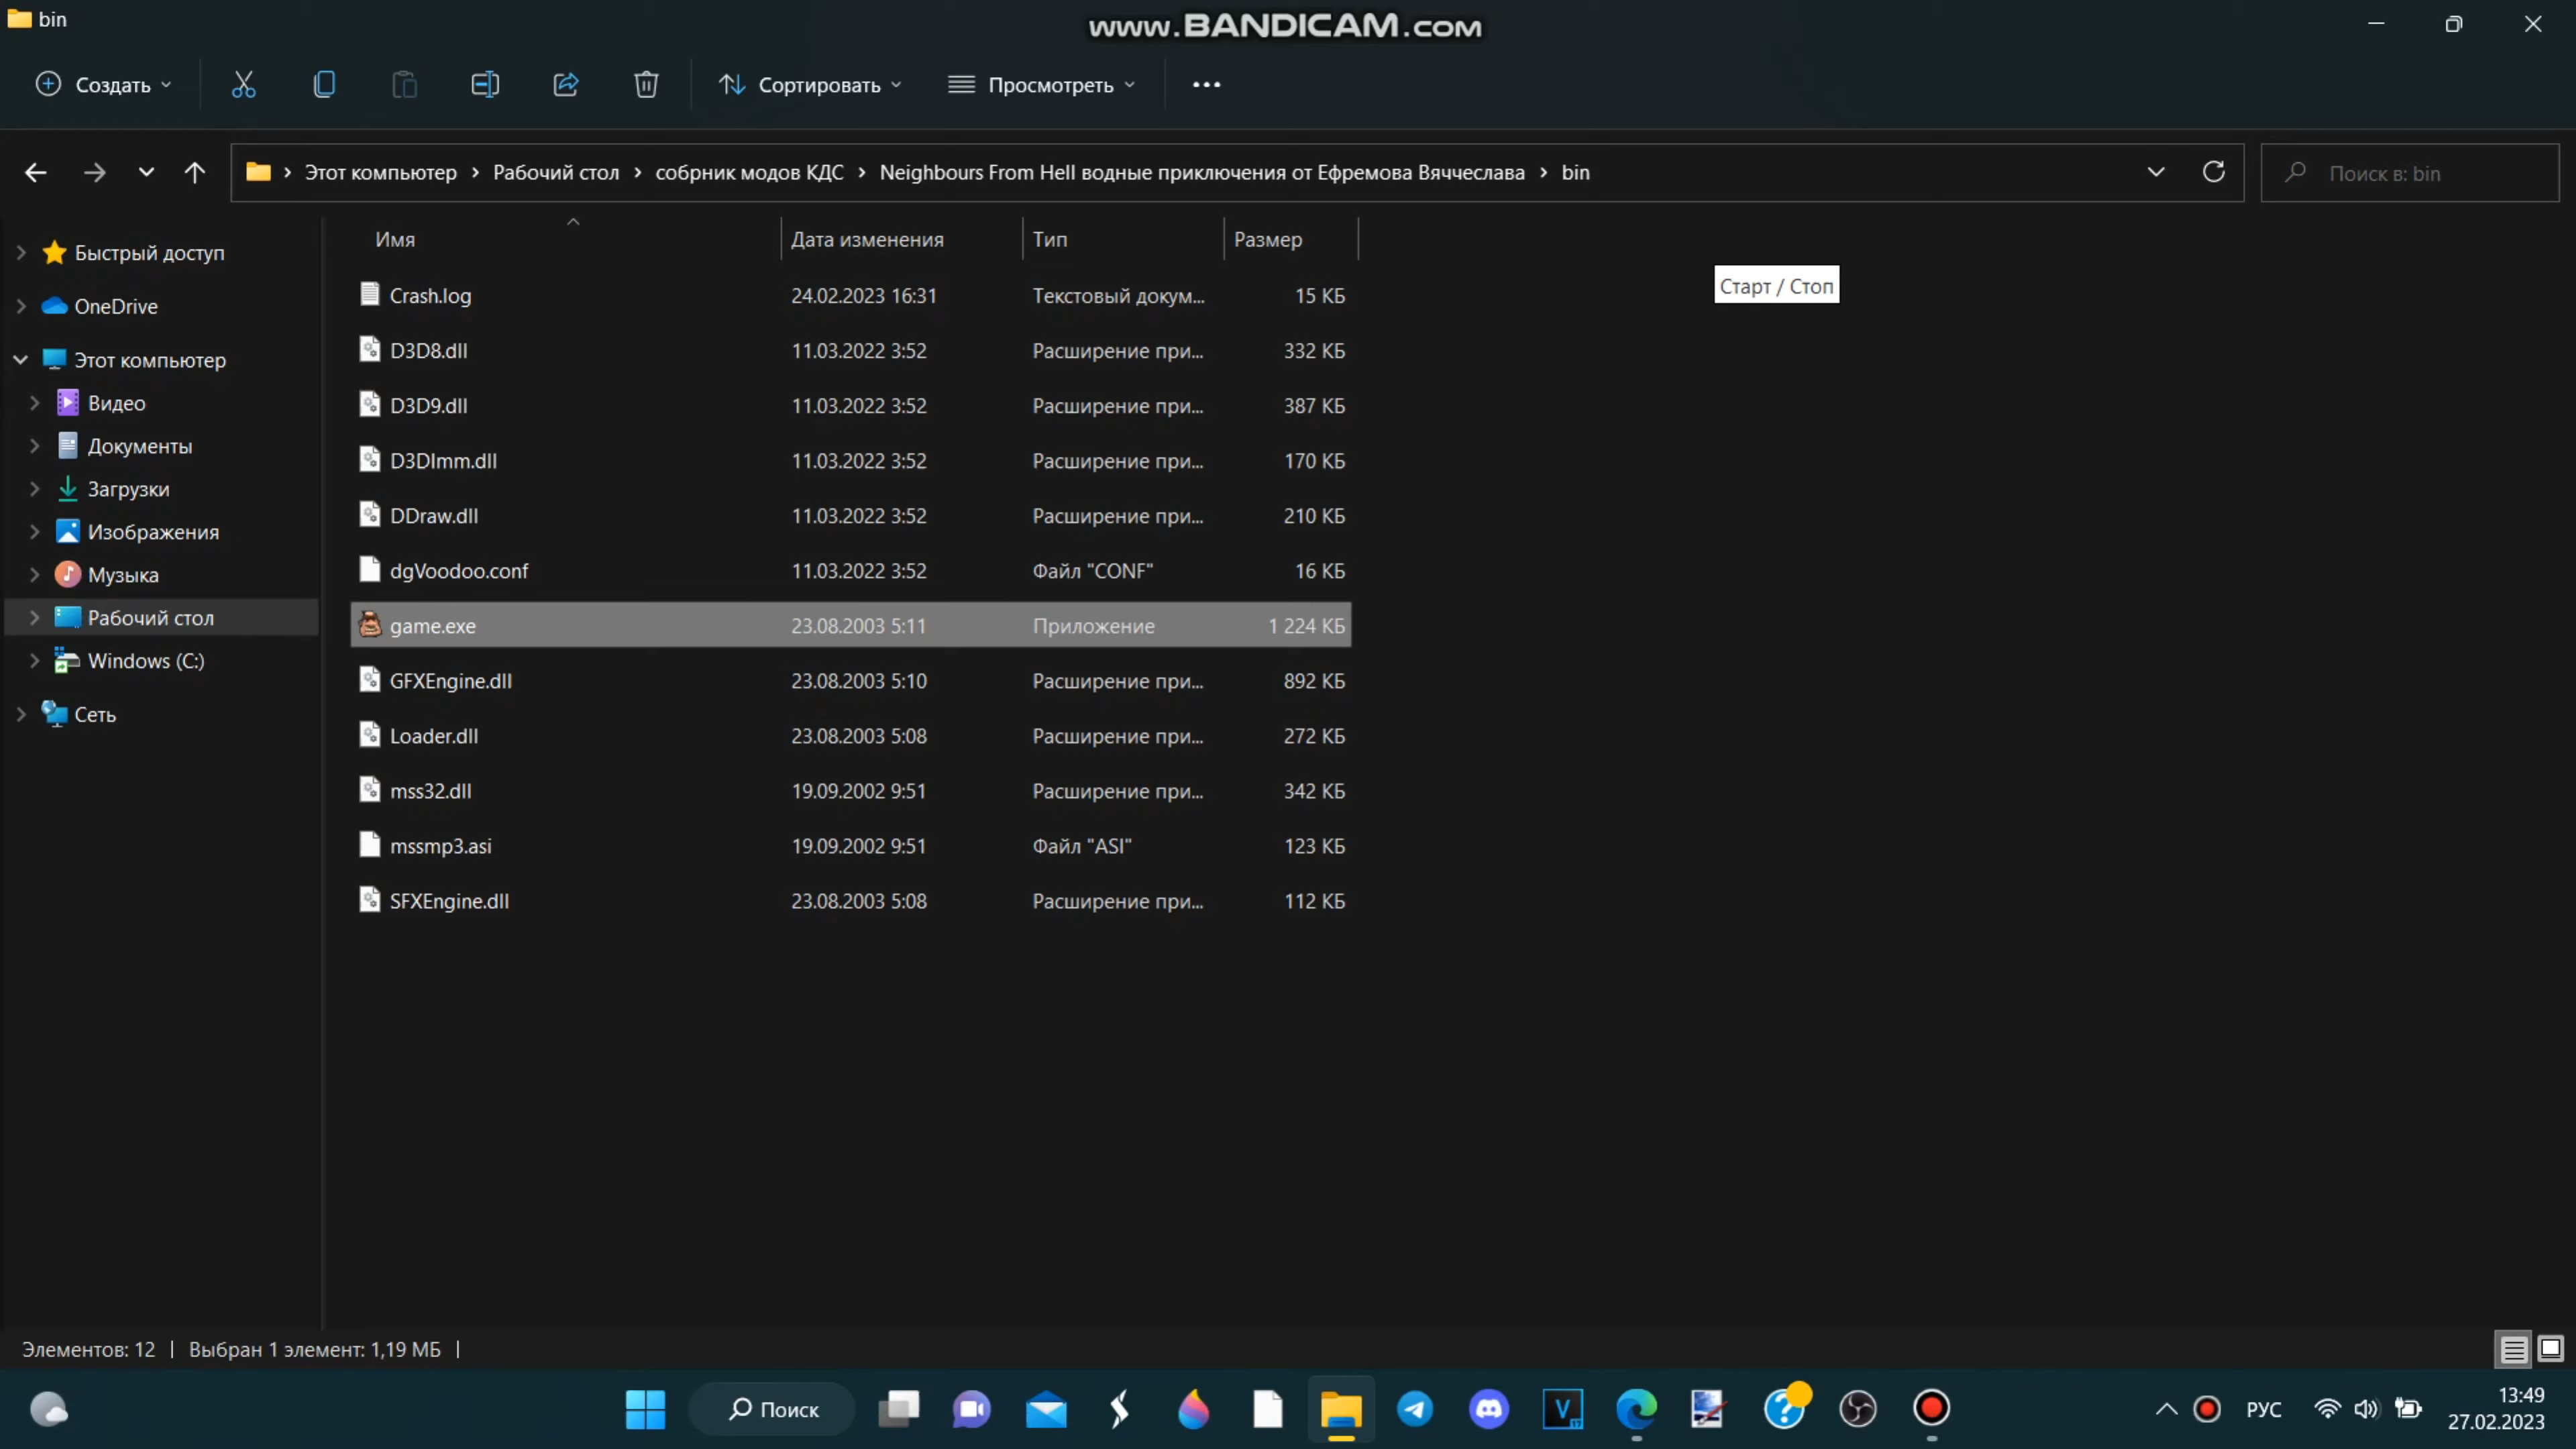 bin
www.BANDICAM.com
Создать
Сортировать
Просмотреть
Этот компьютер › Рабочий стол › собрник модов КДС › Neighbours From Hell водные приключения от Ефремова Вяччеслава › bin
Поиск в: bin
Имя Дата изменения Тип Размер
Crash.log 24.02.2023 16:31 Текстовый докум... 15 КБ
D3D8.dll 11.03.2022 3:52 Расширение при... 332 КБ
D3D9.dll 11.03.2022 3:52 Расширение при... 387 КБ
D3DImm.dll 11.03.2022 3:52 Расширение при... 170 КБ
DDraw.dll 11.03.2022 3:52 Расширение при... 210 КБ
dgVoodoo.conf 11.03.2022 3:52 Файл "CONF" 16 КБ
game.exe 23.08.2003 5:11 Приложение 1 224 КБ
GFXEngine.dll 23.08.2003 5:10 Расширение при... 892 КБ
Loader.dll 23.08.2003 5:08 Расширение при... 272 КБ
mss32.dll 19.09.2002 9:51 Расширение при... 342 КБ
mssmp3.asi 19.09.2002 9:51 Файл "ASI" 123 КБ
SFXEngine.dll 23.08.2003 5:08 Расширение при... 112 КБ
Старт / Стоп
Быстрый доступ
OneDrive
Этот компьютер
Видео
Документы
Загрузки
Изображения
Музыка
Рабочий стол
Windows (C:)
Сеть
Элементов: 12 | Выбран 1 элемент: 1,19 МБ |
Поиск
V
17
РУС
13:49
27.02.2023